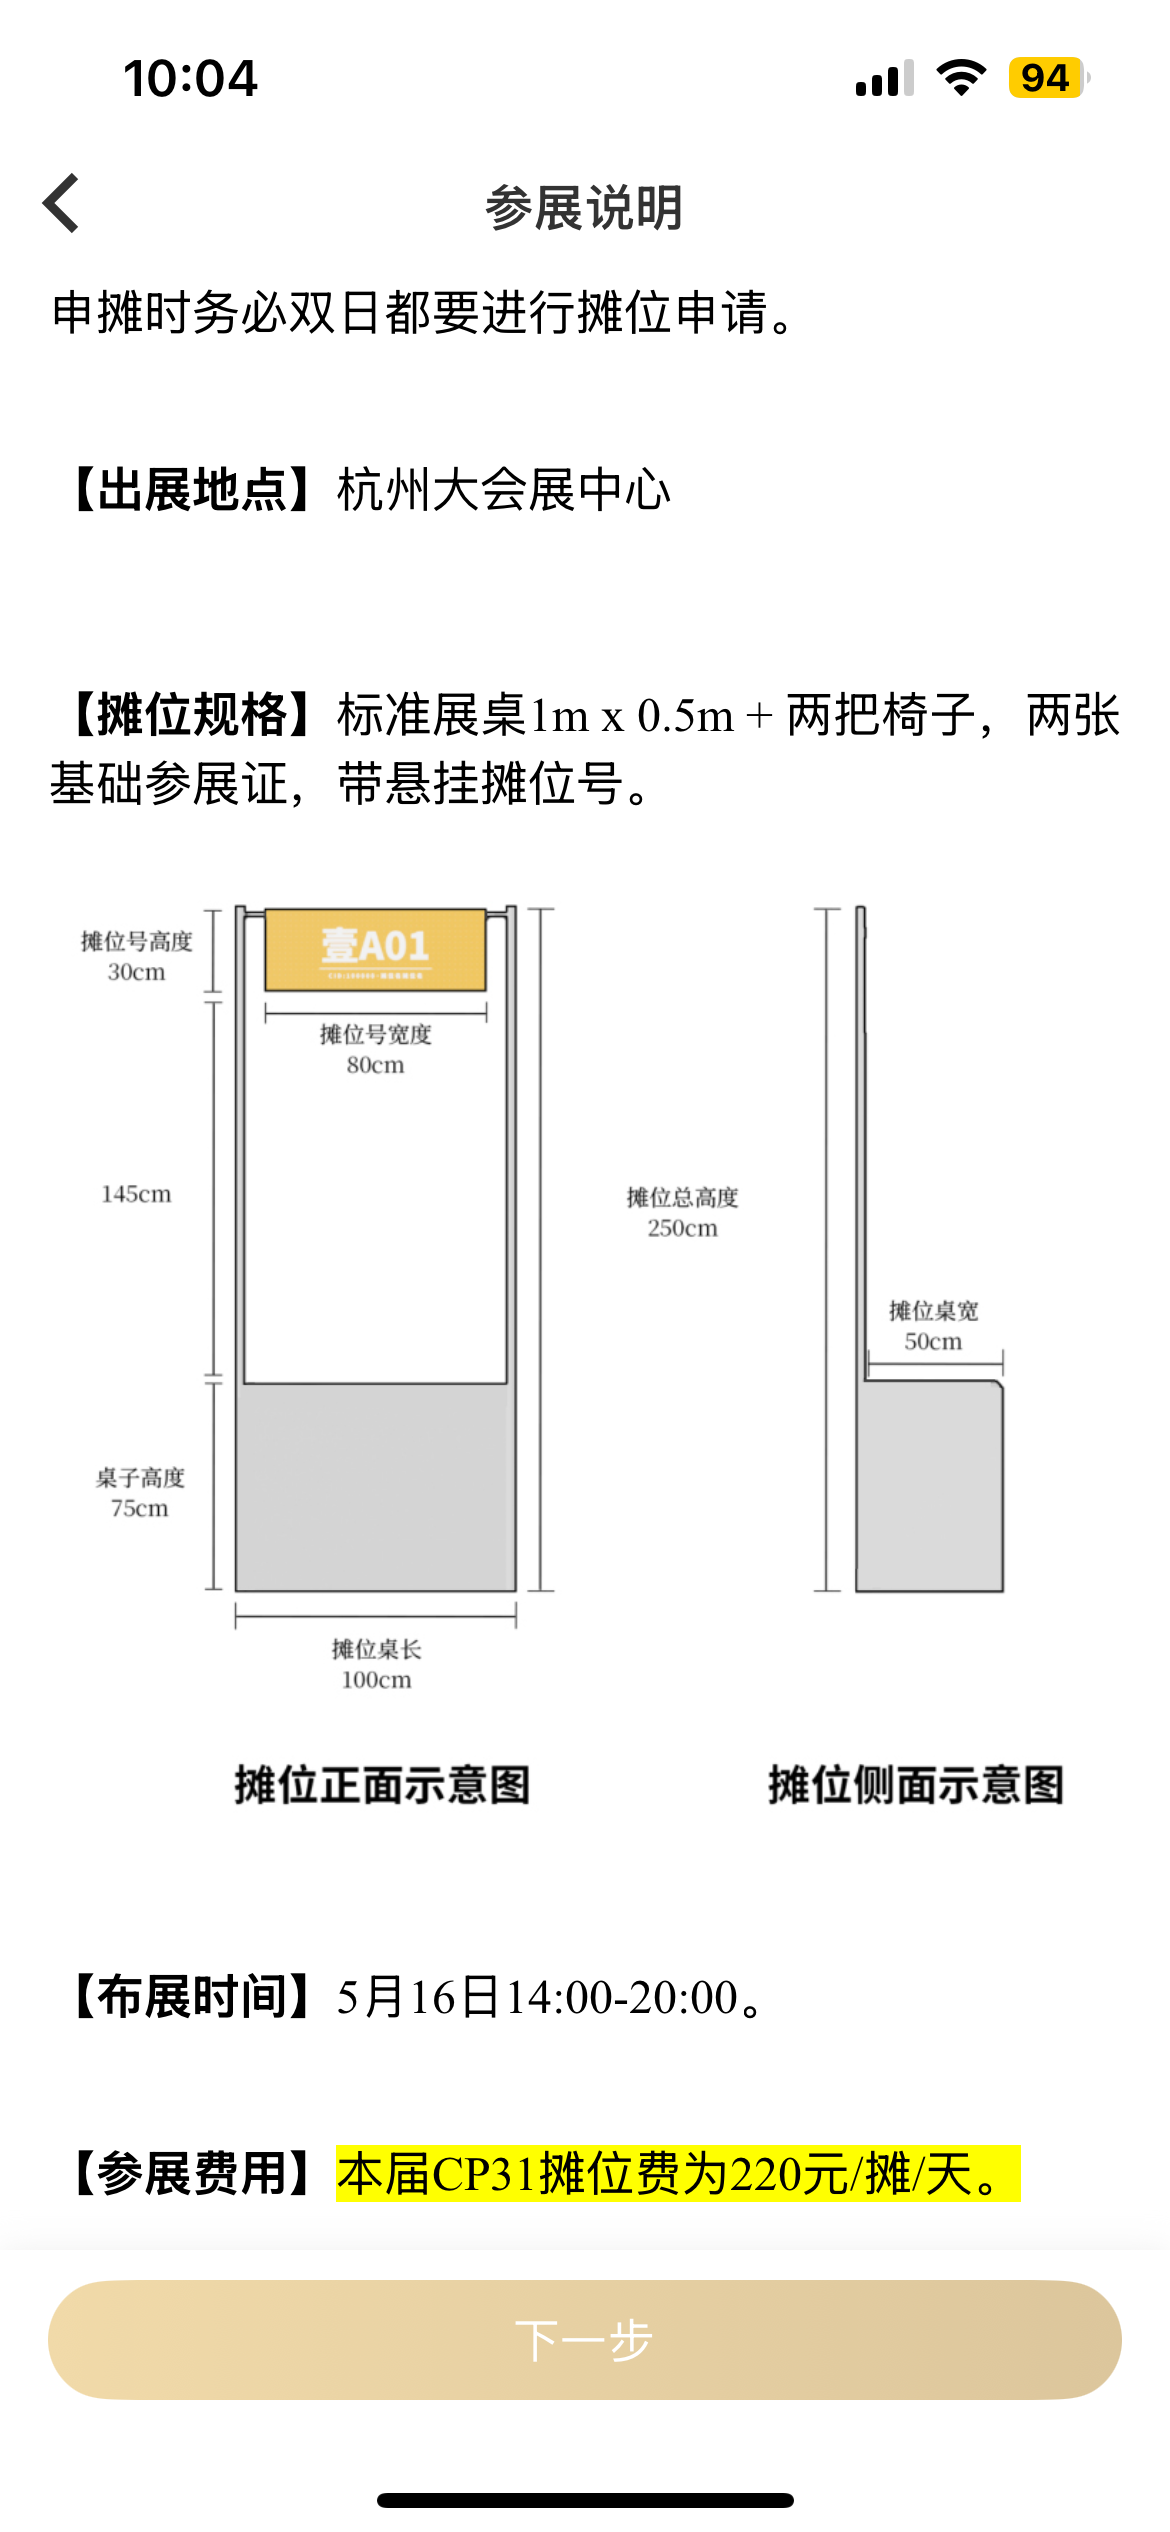 10:04
94
参展说明
申摊时务必双日都要进行摊位申请。
【出展地点】杭州大会展中心
【摊位规格】标准展桌1m x 0.5m + 两把椅子，两张
基础参展证，带悬挂摊位号。
壹A01
摊位号高度
30cm
摊位号宽度
80cm
145cm
摊位总高度
250cm
摊位桌宽
50cm
桌子高度
75cm
摊位桌长
100cm
摊位正面示意图
摊位侧面示意图
【布展时间】5月16日14:00-20:00。
【参展费用】本届CP31摊位费为220元/摊/天。
下一步